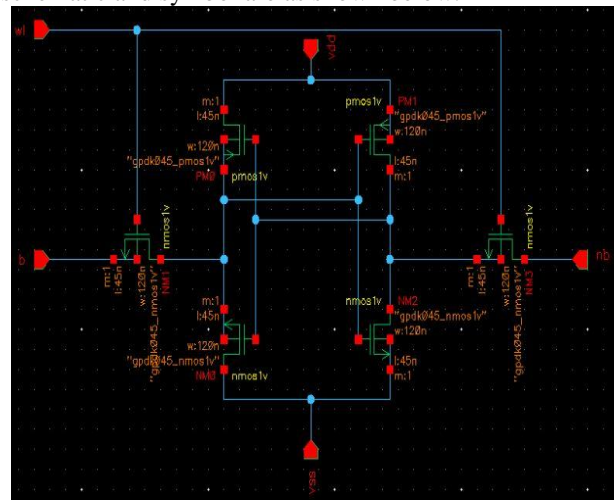 wl
vdd
m:1
l:45n
w:120n
"gpdk045_pmos1v"
PM0
pmos1v
pmos1v
PM1
"gpdk045_pmos1v"
w:120n
l:45n
m:1
b
m:1
l:45n
w:120n
"gpdk045_nmos1v"
NM1
nmos1v
m:1
l:45n
w:120n
"gpdk045_nmos1v"
NM0
nmos1v
nmos1v
NM2
"gpdk045_nmos1v"
w:120n
l:45n
m:1
nmos1v
m:1
l:45n
w:120n
"gpdk045_nmos1v"
NM3
nb
vss